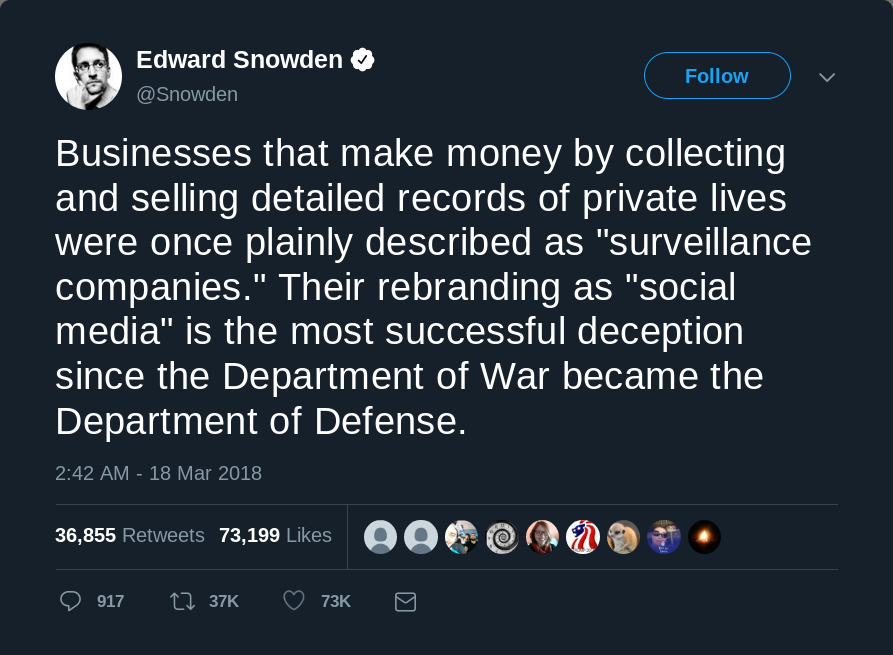 Edward Snowden
@Snowden
Follow
Businesses that make money by collecting
and selling detailed records of private lives
were once plainly described as "surveillance
companies." Their rebranding as "social
media" is the most successful deception
since the Department of War became the
Department of Defense.
2:42 AM - 18 Mar 2018
36,855 Retweets 73,199 Likes
917 37K 73K